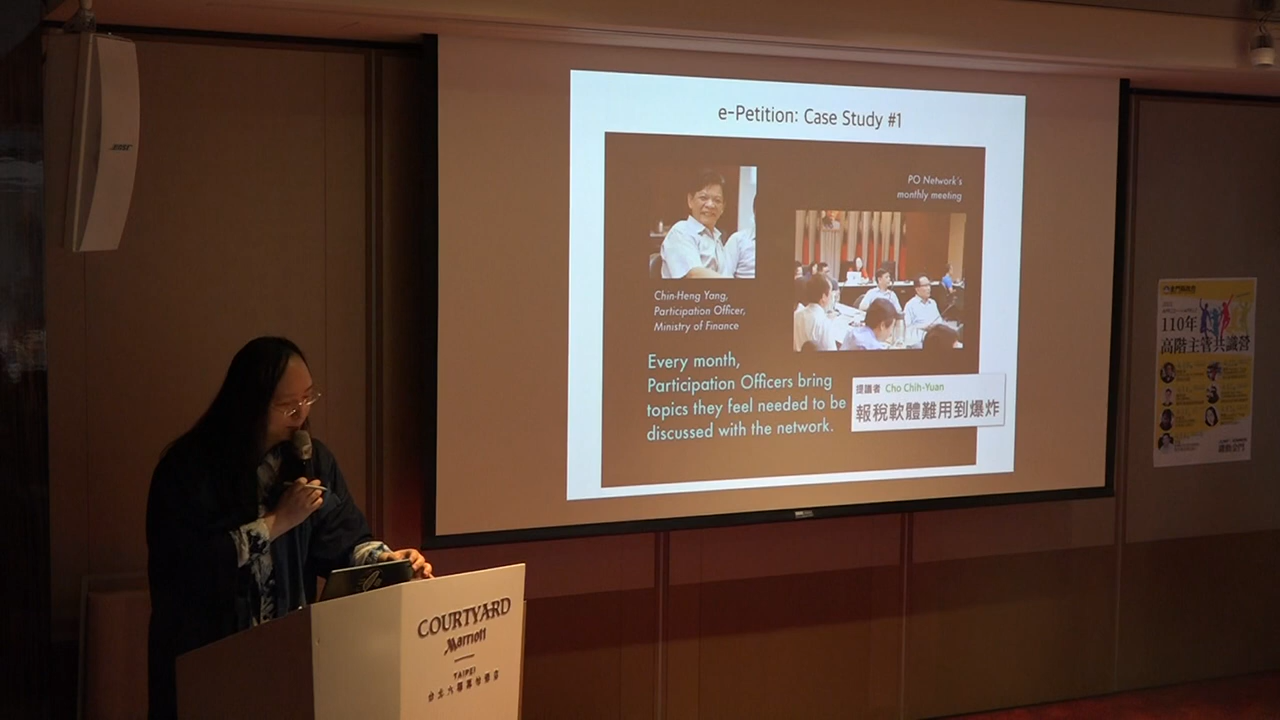 BOSE
e-Petition: Case Study #1
PO Network's
monthly meeting
Chin-Heng Yang,
Participation Officer,
Ministry of Finance
Every month,
Participation Officers bring
topics they feel needed to be
discussed with the network.
提議者 Cho Chih-Yuan
報稅軟體難用到爆炸
110年
高階主管共識營
COURTYARD
Marriott
TAIPEI